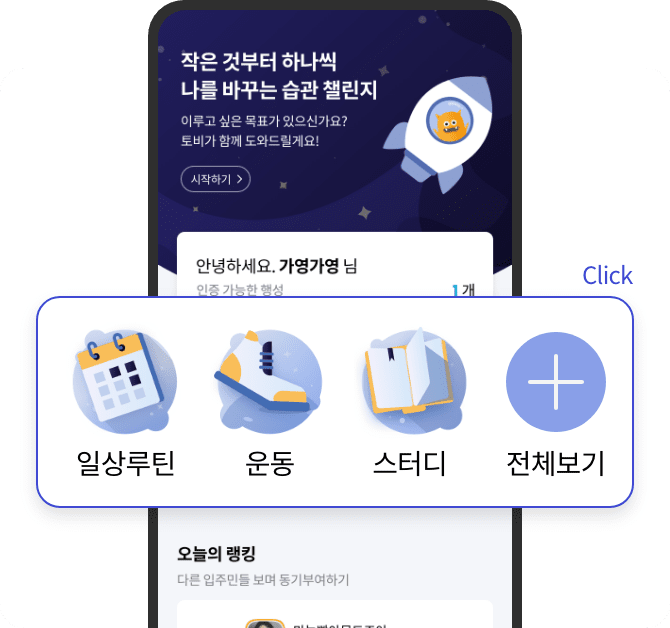 작은 것부터 하나씩
나를 바꾸는 습관 챌린지
이루고 싶은 목표가 있으신가요?
토비가 함께 도와드릴게요!
시작하기
안녕하세요. 가영가영 님
인증 가능한 행성
1개
Click
일상루틴
운동
스터디
전체보기
오늘의 랭킹
다른 입주민들 보며 동기부여하기